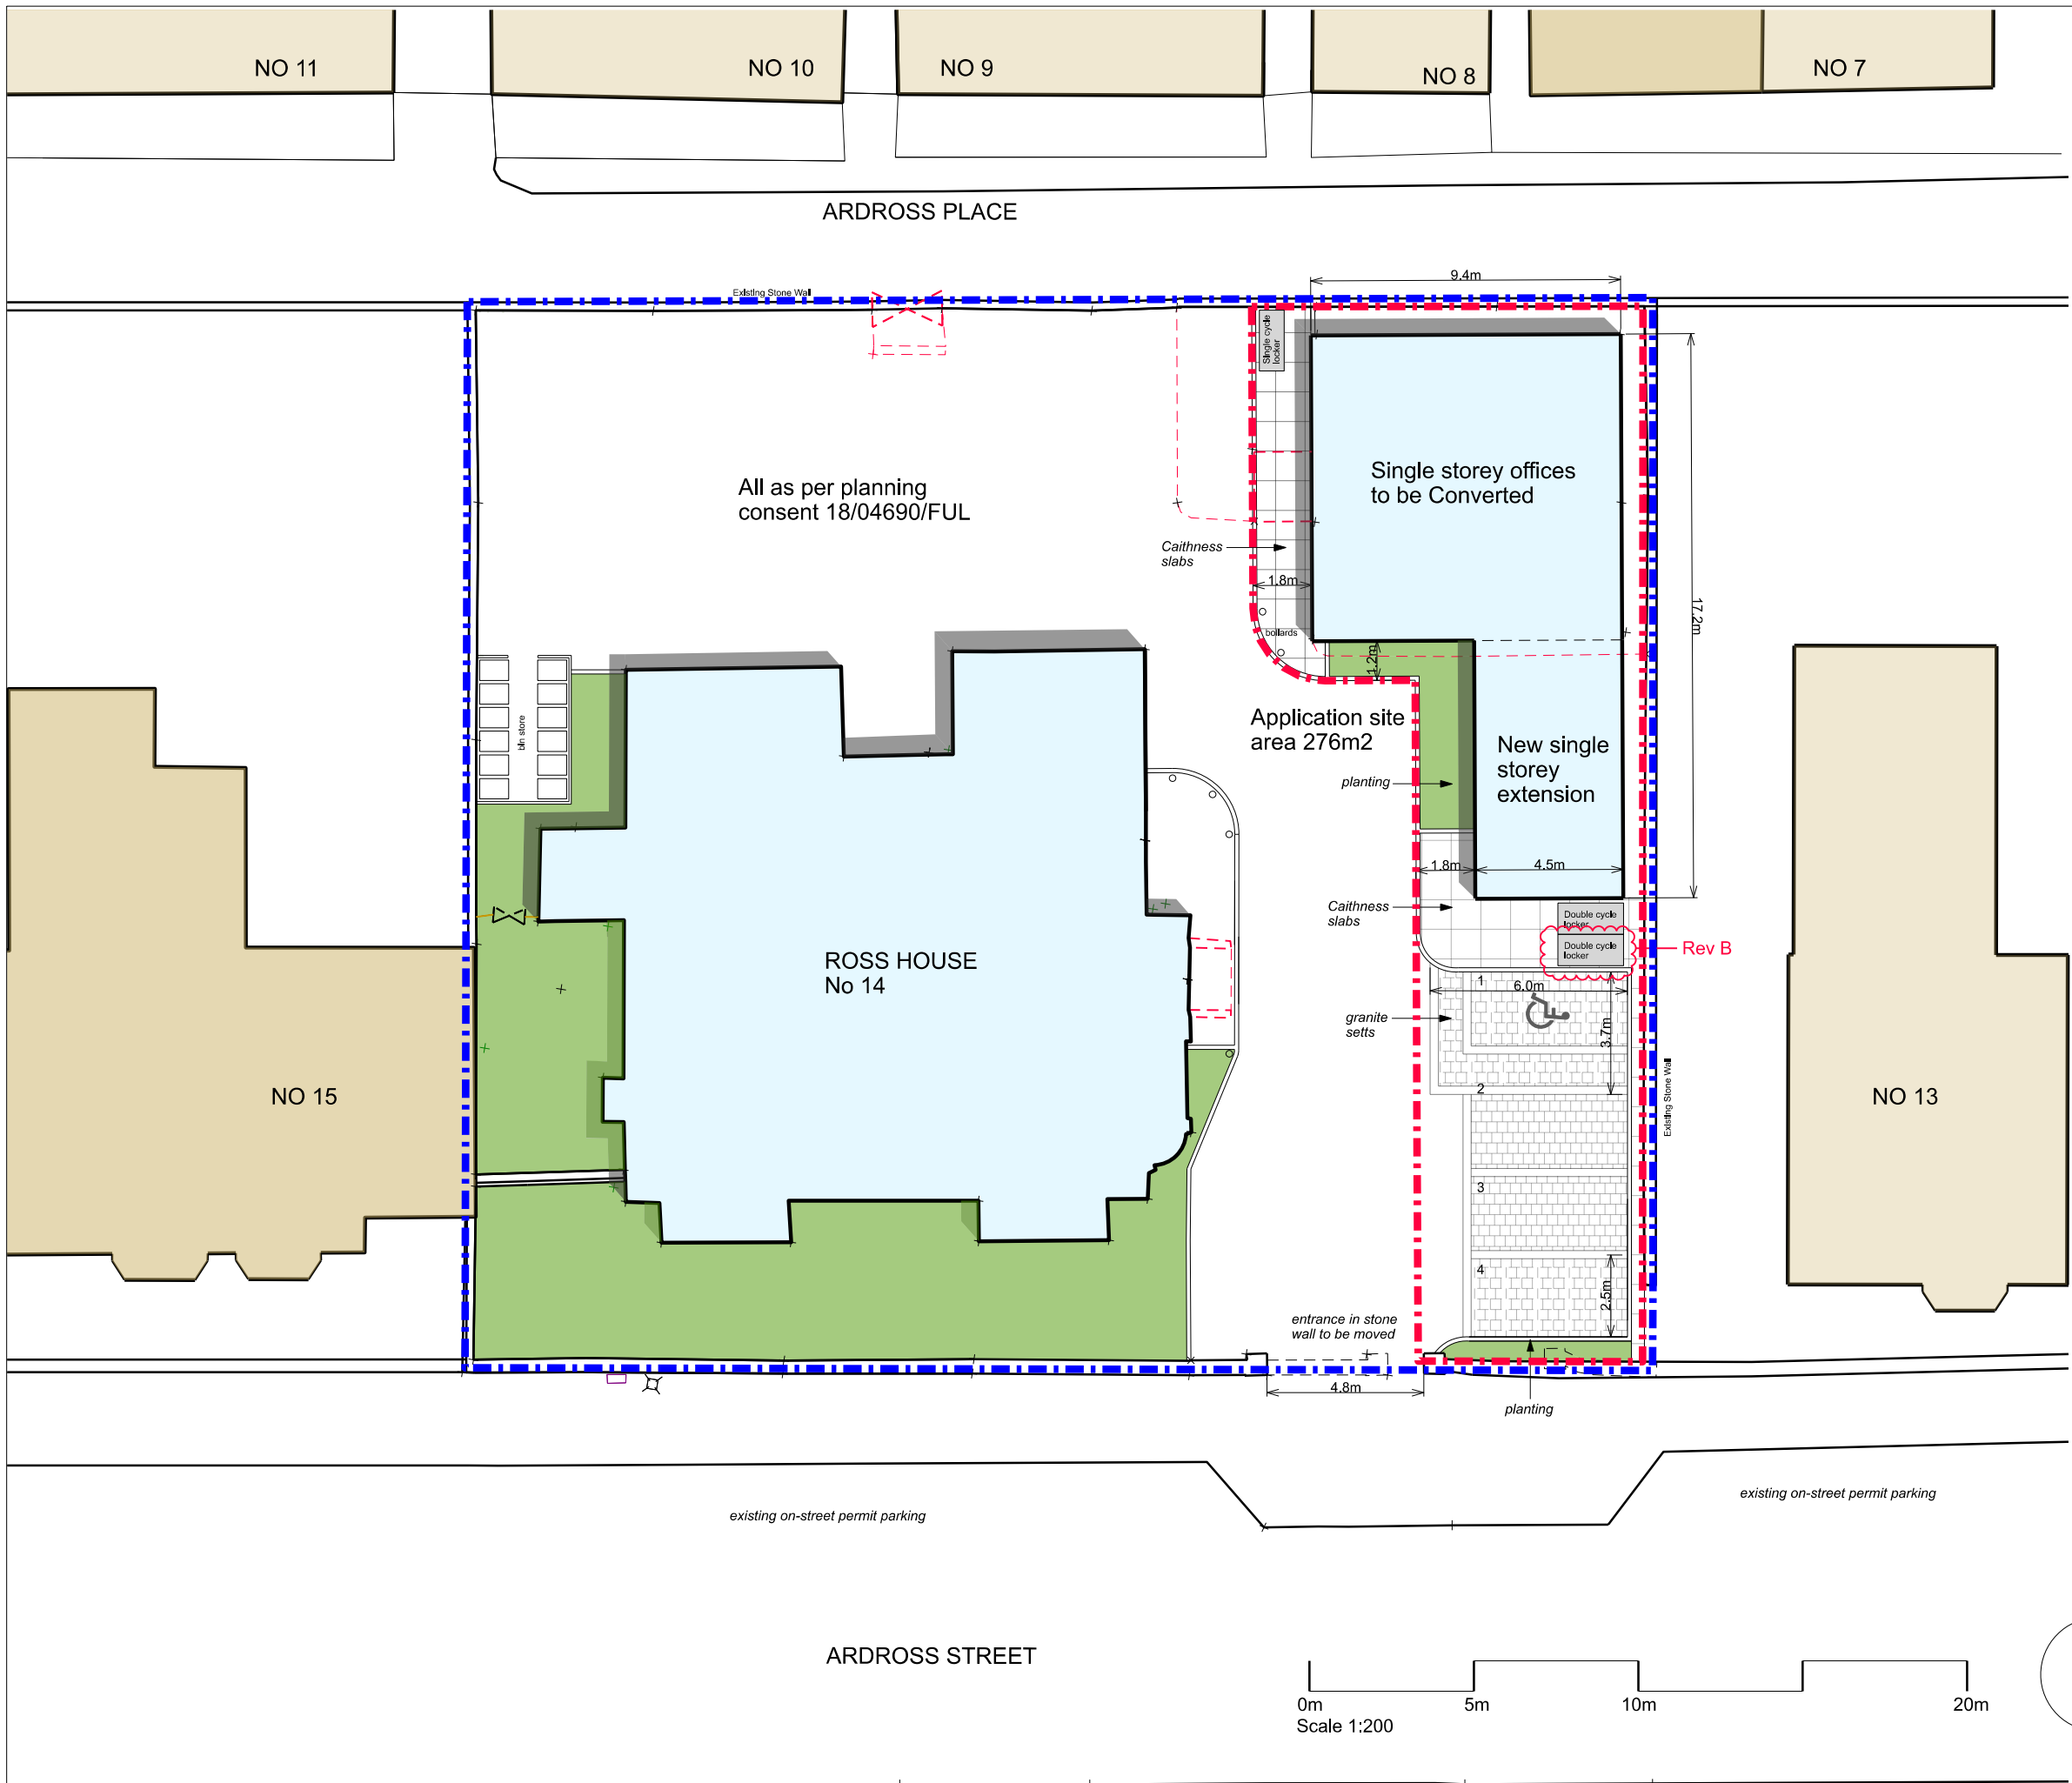 NO 11
NO 10
NO 9
NO 8
NO 7
ARDROSS PLACE
Existing Stone Wall
9.4m
Single cycle
locker
Single storey offices
to be Converted
All as per planning
consent 18/04690/FUL
Caithness
slabs
1.8m
17.2m
bollards
1.2m
bin store
Application site
area 276m2
New single
storey
extension
planting
1.8m
4.5m
Caithness
slabs
Double cycle
locker
Double cycle
locker
Rev B
ROSS HOUSE
No 14
1
6.0m
granite
setts
3.7m
2
NO 15
NO 13
Existing Stone Wall
3
4
2.5m
entrance in stone
wall to be moved
4.8m
planting
existing on-street permit parking
existing on-street permit parking
ARDROSS STREET
0m
5m
10m
20m
Scale 1:200